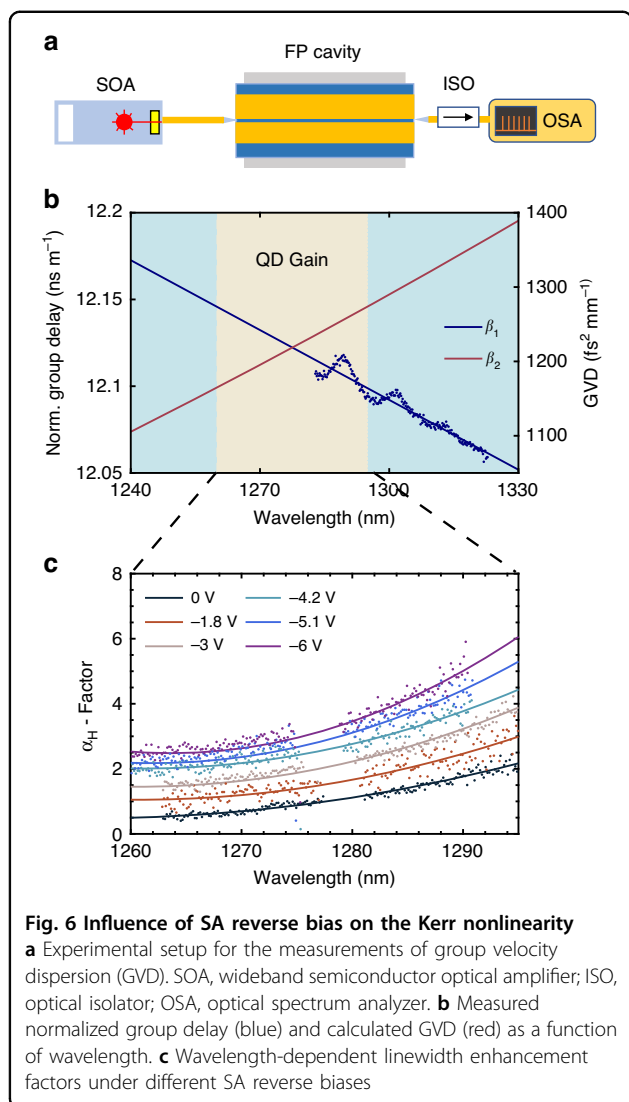 a
FP cavity
SOA
ISO
OSA
b
12.2
12.15
12.1
12.05
Norm. group delay (ns m⁻¹)
QD Gain
β₁
β₂
1400
1300
1200
1100
GVD (fs² mm⁻¹)
1240 1270 1300 1330
Wavelength (nm)
c
8
6
4
2
0
αH - Factor
0 V −4.2 V
−1.8 V −5.1 V
−3 V −6 V
1260 1270 1280 1290
Wavelength (nm)
Fig. 6 Influence of SA reverse bias on the Kerr nonlinearity
a Experimental setup for the measurements of group velocity
dispersion (GVD). SOA, wideband semiconductor optical amplifier; ISO,
optical isolator; OSA, optical spectrum analyzer. b Measured
normalized group delay (blue) and calculated GVD (red) as a function
of wavelength. c Wavelength-dependent linewidth enhancement
factors under different SA reverse biases